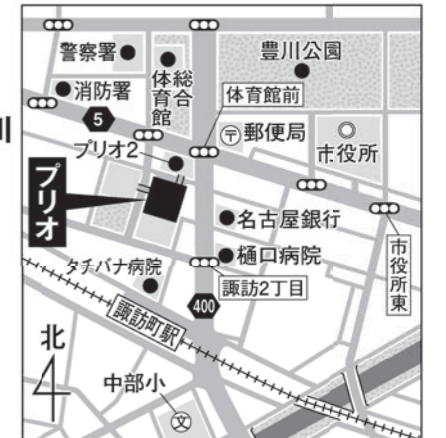 警察署
消防署
総合
体育館
豊川公園
体育館前
5
〒郵便局
市役所
プリオ2
プリオ
名古屋銀行
樋口病院
市役所東
タチバナ病院
諏訪2丁目
400
諏訪町駅
北
中部小
文